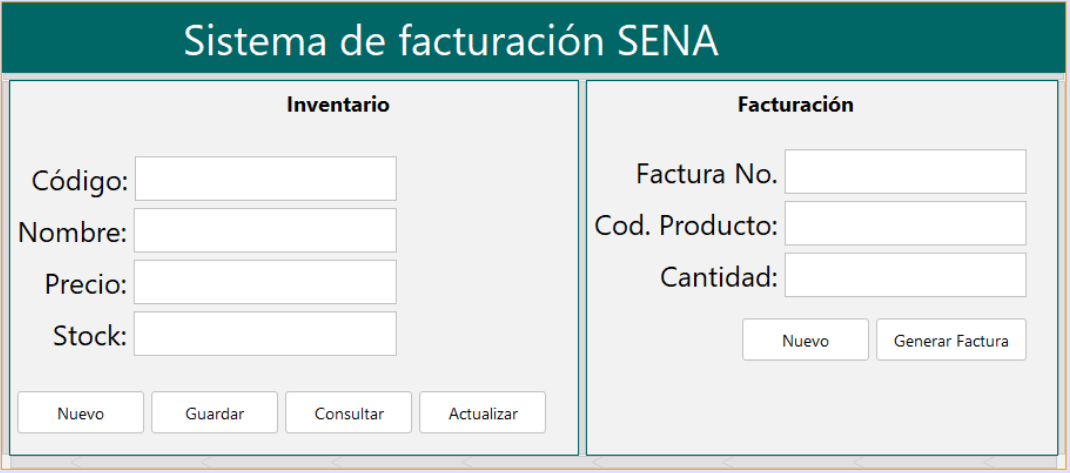 Sistema de facturación SENA
Inventario
Código:
Nombre:
Precio:
Stock:
Nuevo Guardar Consultar Actualizar
Facturación
Factura No.
Cod. Producto:
Cantidad:
Nuevo Generar Factura